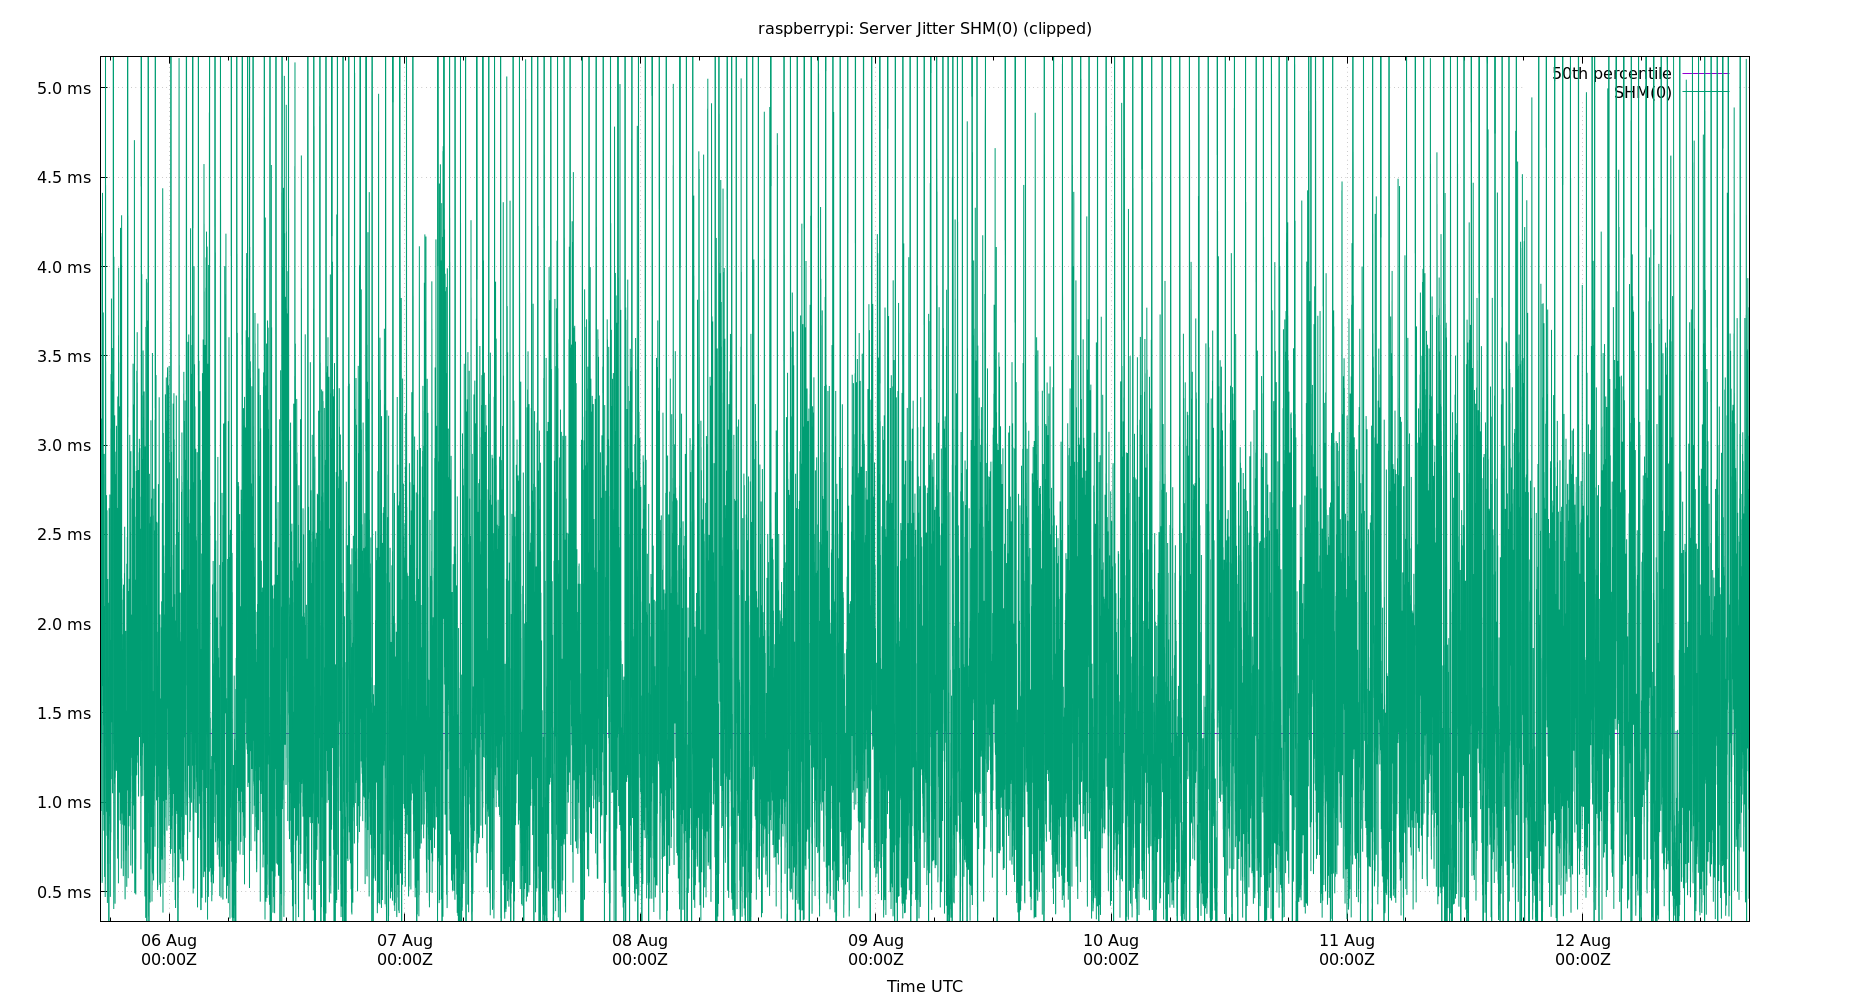 raspberrypi: Server Jitter SHM(0) (clipped)
50th percentile
SHM(0)
5.0 ms
4.5 ms
4.0 ms
3.5 ms
3.0 ms
2.5 ms
2.0 ms
1.5 ms
1.0 ms
0.5 ms
06 Aug 07 Aug 08 Aug 09 Aug 10 Aug 11 Aug 12 Aug
00:00Z 00:00Z 00:00Z 00:00Z 00:00Z 00:00Z 00:00Z
Time UTC